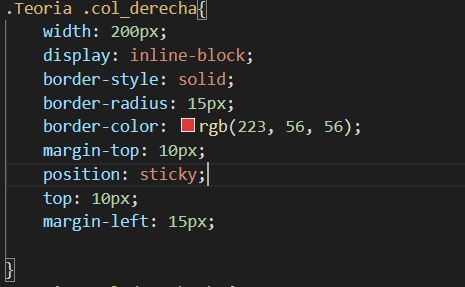 .Teoria .col_derecha{
width: 200px;
display: inline-block;
border-style: solid;
border-radius: 15px;
border-color: rgb(223, 56, 56);
margin-top: 10px;
position: sticky;
top: 10px;
margin-left: 15px;
}